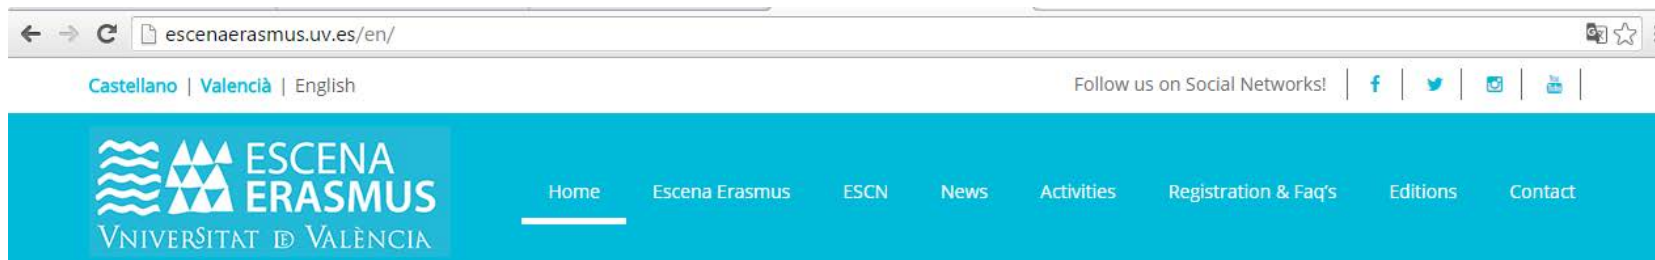 escenaerasmus.uv.es/en/
Castellano | Valencià | English
Follow us on Social Networks!
ESCENA
ERASMUS
VNIVERSITAT ID VALÈNCIA
Home Escena Erasmus ESCN News Activities Registration & Faq's Editions Contact